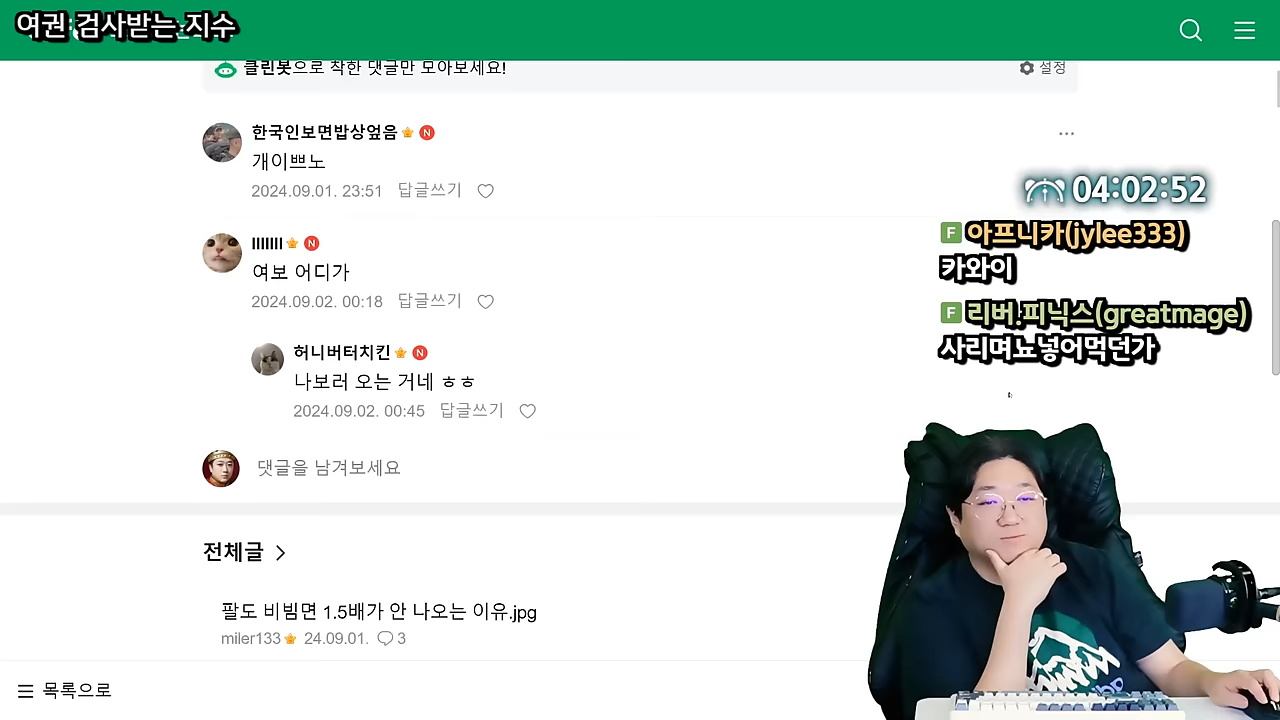 여권 검사받는 지수
클린봇으로 착한 댓글만 모아보세요!
설정
한국인보면밥상엎음 N
개이쁘노
2024.09.01. 23:51 답글쓰기
lllllll N
여보 어디가
2024.09.02. 00:18 답글쓰기
허니버터치킨 N
나보러 오는 거네 ㅎㅎ
2024.09.02. 00:45 답글쓰기
댓글을 남겨보세요
전체글
팔도 비빔면 1.5배가 안 나오는 이유.jpg
miler133 24.09.01. 3
목록으로
04:02:52
F 아프니카(jylee333)
카와이
F 리버.피닉스(greatmage)
사리며뇨넣어먹던가